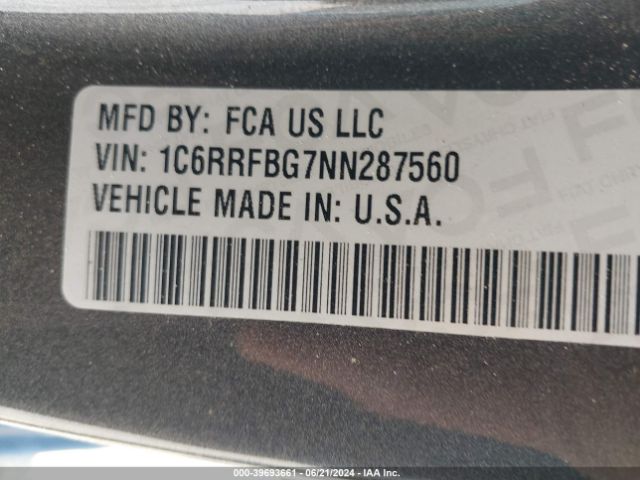 MFD BY: FCA US LLC
VIN: 1C6RRFBG7NN287560
VEHICLE MADE IN: U.S.A.
000-39693661 - 06/21/2024 - IAA Inc.